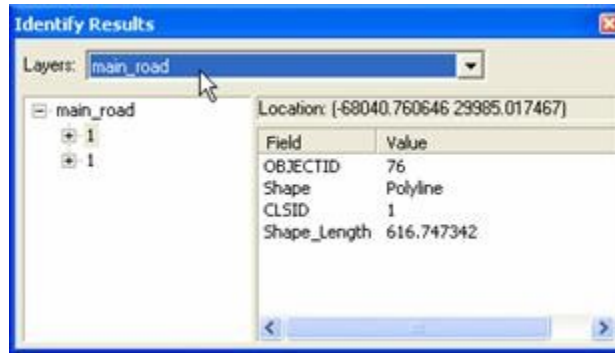 Identify Results
Layers: main_road
main_road
1
1
Location: (-68040.760646 29985.017467)
Field Value
OBJECTID 76
Shape Polyline
CLSID 1
Shape_Length 616.747342